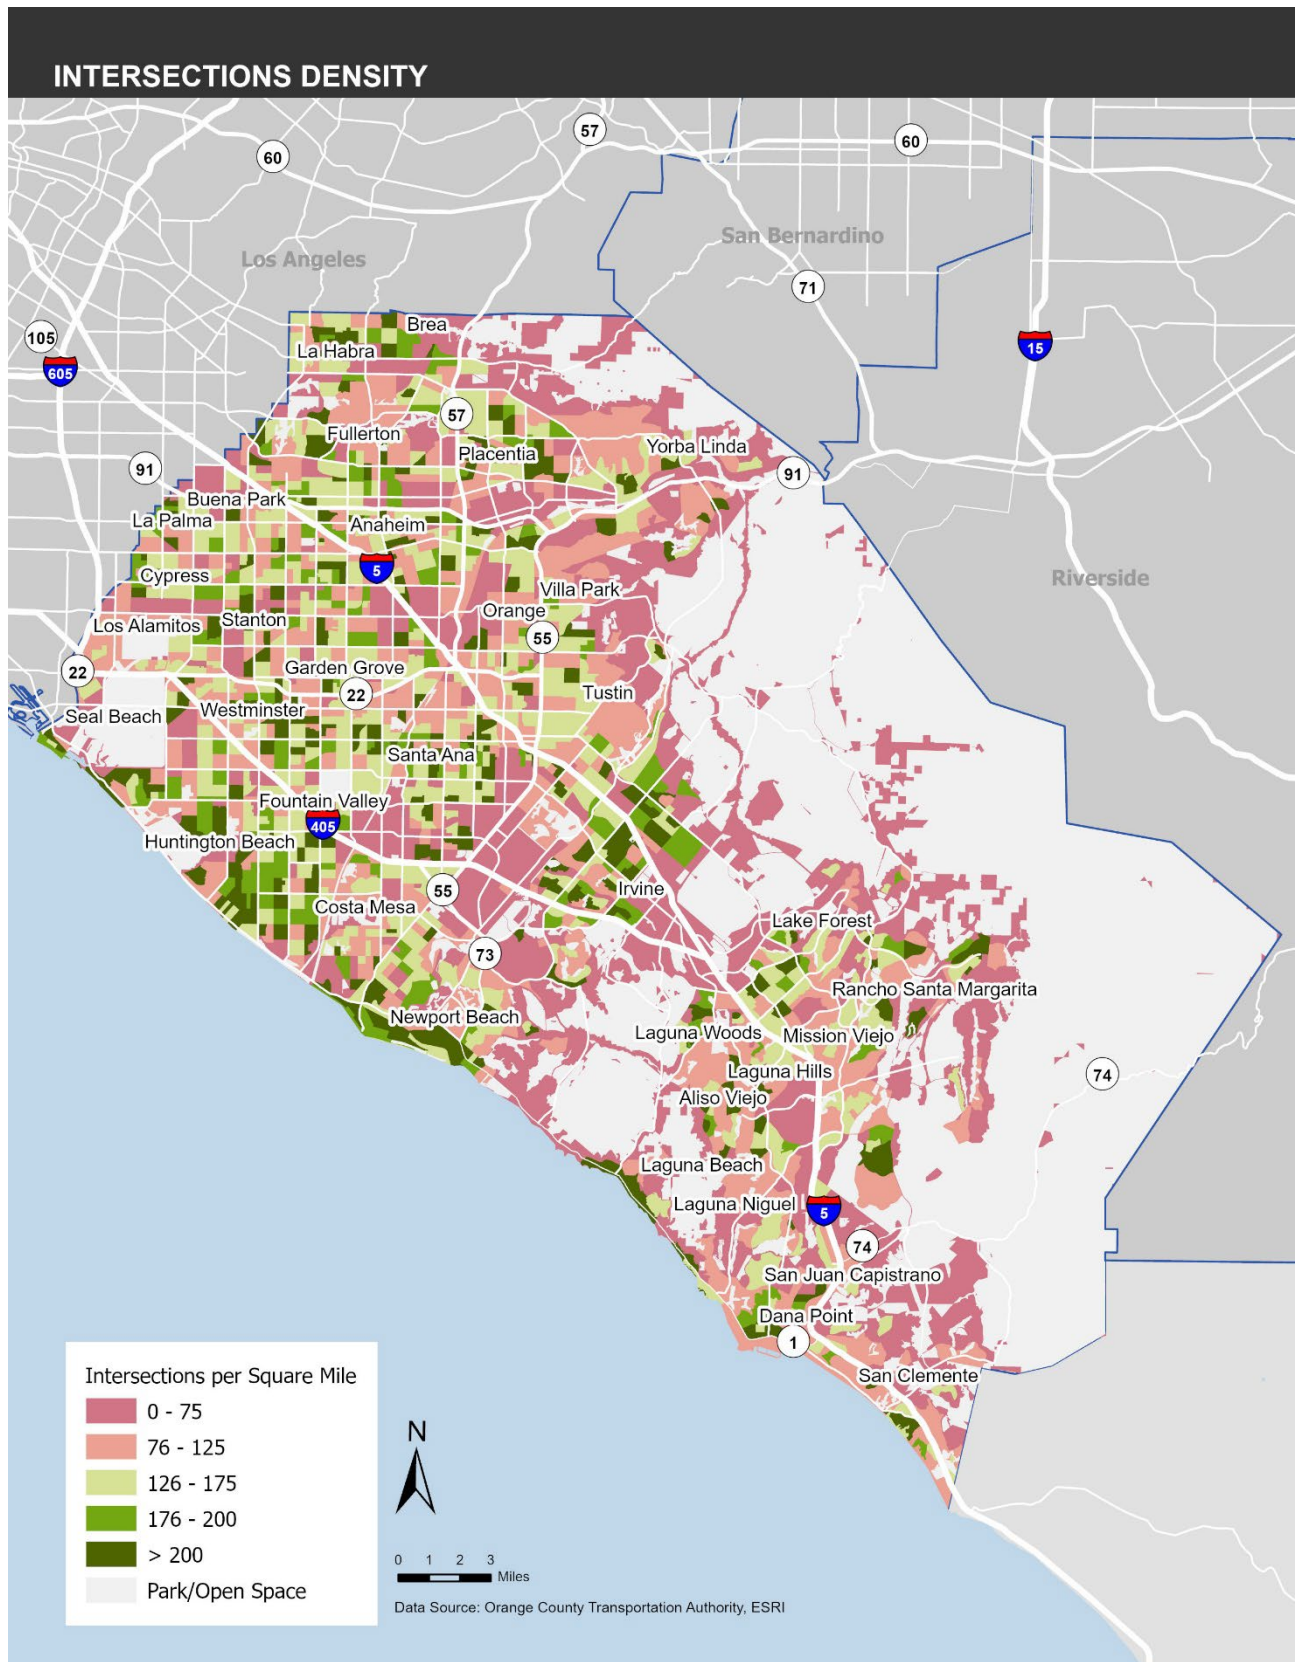 INTERSECTIONS DENSITY
57
60
60
San Bernardino
Los Angeles
71
105
15
605
Brea
La Habra
57
Fullerton
Placentia
Yorba Linda
91
91
Buena Park
La Palma
Anaheim
5
Cypress
Riverside
Villa Park
Orange
Stanton
Los Alamitos
55
Garden Grove
22
22
Tustin
Seal Beach
Westminster
Santa Ana
Fountain Valley
405
Huntington Beach
Irvine
55
Costa Mesa
Lake Forest
73
Rancho Santa Margarita
Newport Beach
Laguna Woods
Mission Viejo
Laguna Hills
74
Aliso Viejo
Laguna Beach
Laguna Niguel
5
74
San Juan Capistrano
Dana Point
1
San Clemente
Intersections per Square Mile
0 - 75
76 - 125
126 - 175
176 - 200
> 200
Park/Open Space
N
0 1 2 3
Miles
Data Source: Orange County Transportation Authority, ESRI